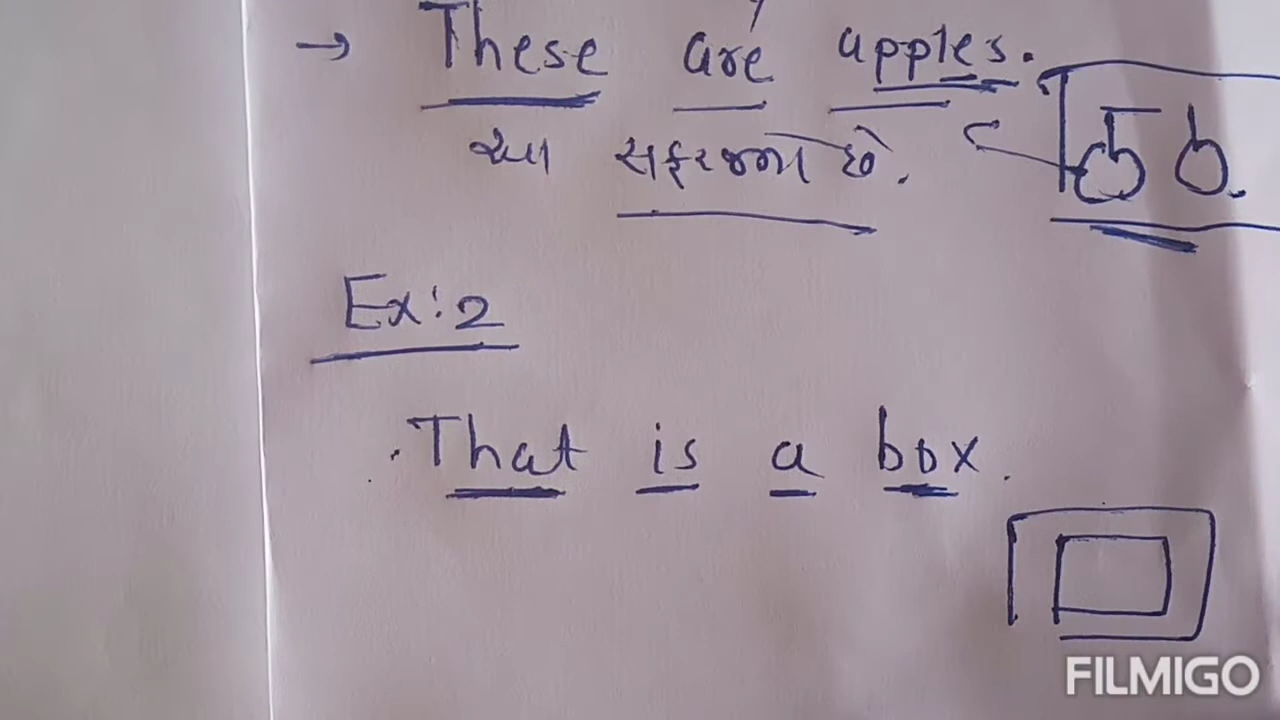 → These are apples.
આ સફરજન છે.
Ex:2
That is a box.
FILMIGO